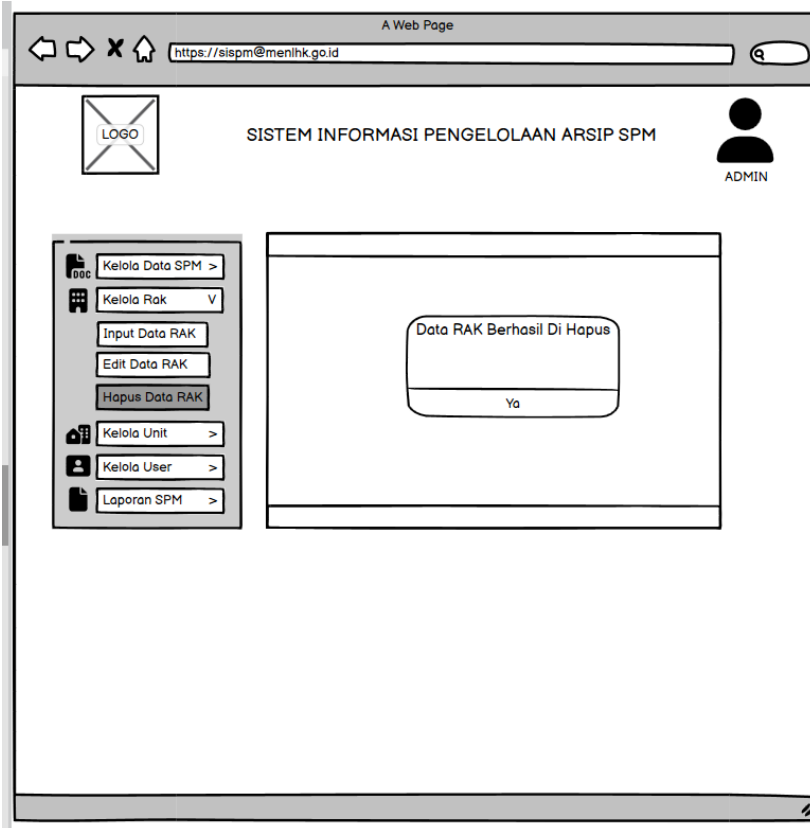 A Web Page
https://sispm@menlhk.go.id
LOGO
SISTEM INFORMASI PENGELOLAAN ARSIP SPM
ADMIN
DOC
Kelola Data SPM >
Kelola Rak V
Input Data RAK
Edit Data RAK
Hapus Data RAK
Kelola Unit >
Kelola User >
Laporan SPM >
Data RAK Berhasil Di Hapus
Ya